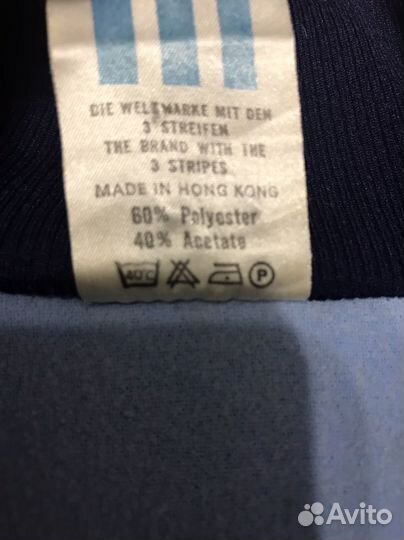 DIE WELTMARKE MIT DEN
3 STREIFEN
THE BRAND WITH THE
3 STRIPES
MADE IN HONG KONG
60% Polyester
40% Acetate
40°C P
Avito